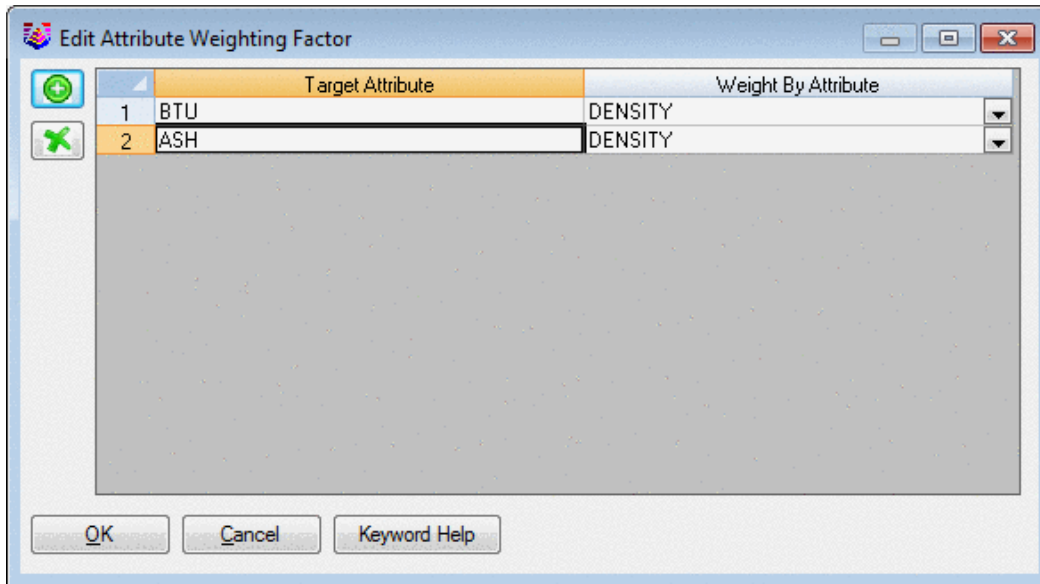 Edit Attribute Weighting Factor
Target Attribute Weight By Attribute
1 BTU DENSITY
2 ASH DENSITY
OK Cancel Keyword Help